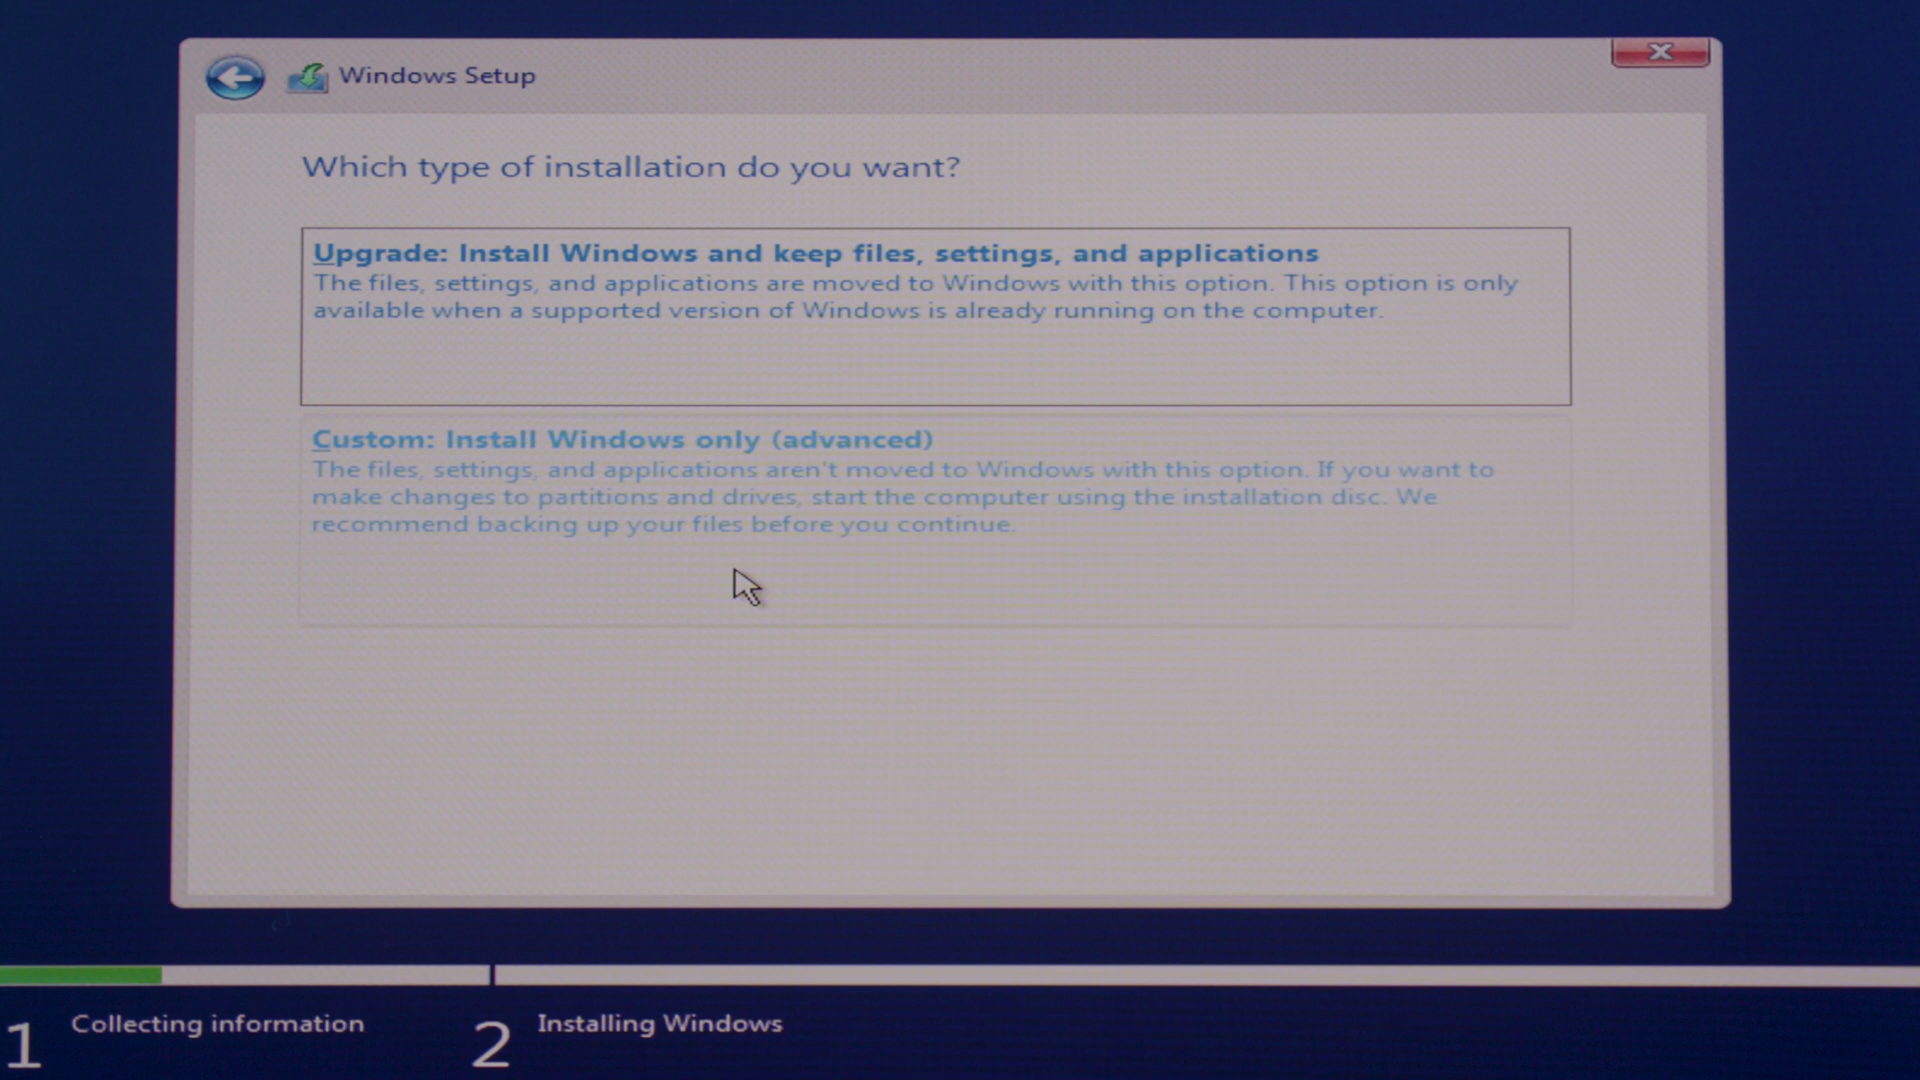 Windows Setup
Which type of installation do you want?
Upgrade: Install Windows and keep files, settings, and applications
The files, settings, and applications are moved to Windows with this option. This option is only
available when a supported version of Windows is already running on the computer.
Custom: Install Windows only (advanced)
The files, settings, and applications aren't moved to Windows with this option. If you want to
make changes to partitions and drives, start the computer using the installation disc. We
recommend backing up your files before you continue.
1 Collecting information
2 Installing Windows